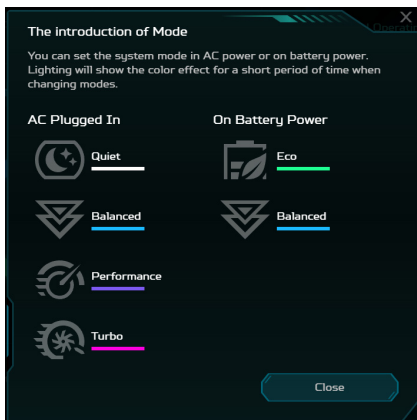 The introduction of Mode
You can set the system mode in AC power or on battery power.
Lighting will show the color effect for a short period of time when
changing modes.
AC Plugged In
On Battery Power
Quiet
Eco
Balanced
Balanced
Performance
Turbo
Close